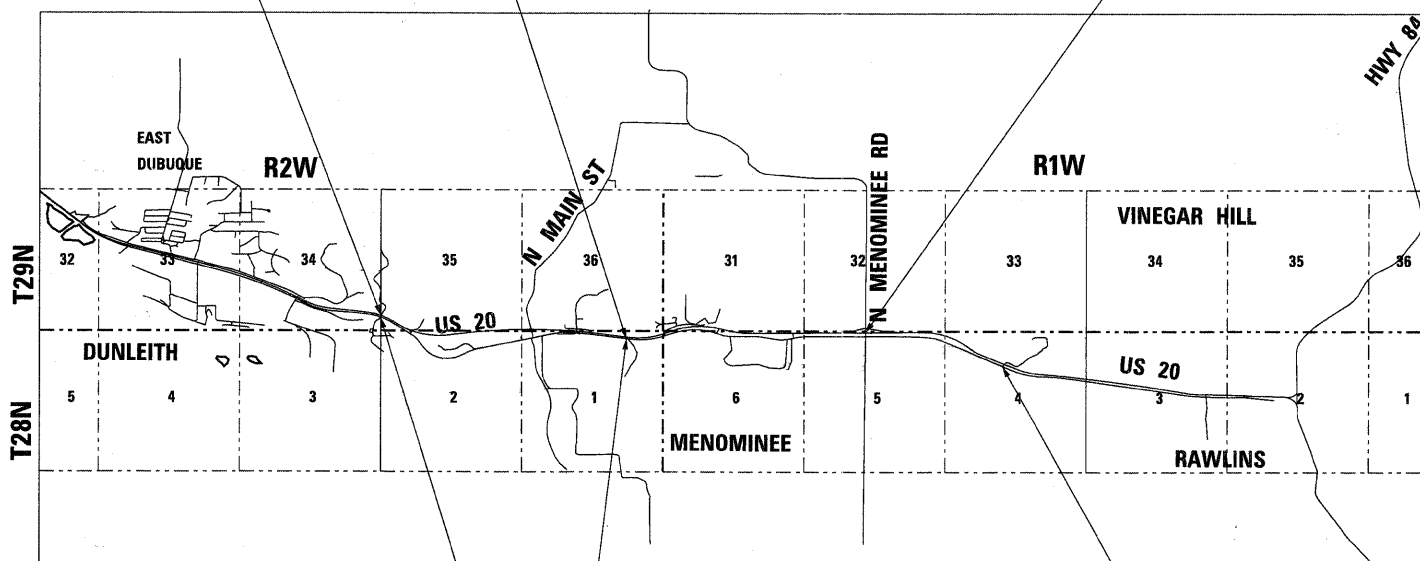 HWY 84
EAST
DUBUQUE
R2W
N MAIN ST
N MENOMINEE RD
R1W
VINEGAR HILL
T29N
32
33
34
35
36
31
32
33
34
35
36
US 20
DUNLEITH
US 20
T28N
5
4
3
2
1
6
5
4
3
2
1
MENOMINEE
RAWLINS